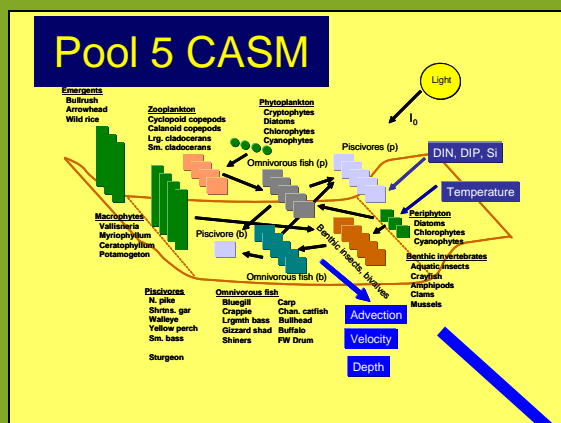 Pool 5 CASM
Light
I0
Emergents
Bullrush
Arrowhead
Wild rice
Zooplankton
Cyclopoid copepods
Calanoid copepods
Lrg. cladocerans
Sm. cladocerans
Phytoplankton
Cryptophytes
Diatoms
Chlorophytes
Cyanophytes
Omnivorous fish (p)
Piscivores (p)
DIN, DIP, Si
Temperature
Macrophytes
Vallisneria
Myriophyllum
Ceratophyllum
Potamogeton
Piscivore (b)
Omnivorous fish (b)
Benthic insects, bivalves
Periphyton
Diatoms
Chlorophytes
Cyanophytes
Benthic invertebrates
Aquatic insects
Crayfish
Amphipods
Clams
Mussels
Piscivores
N. pike
Shrtns. gar
Walleye
Yellow perch
Sm. bass
Sturgeon
Omnivorous fish
Bluegill
Crappie
Lrgmth bass
Gizzard shad
Shiners
Carp
Chan. catfish
Bullhead
Buffalo
FW Drum
Advection
Velocity
Depth